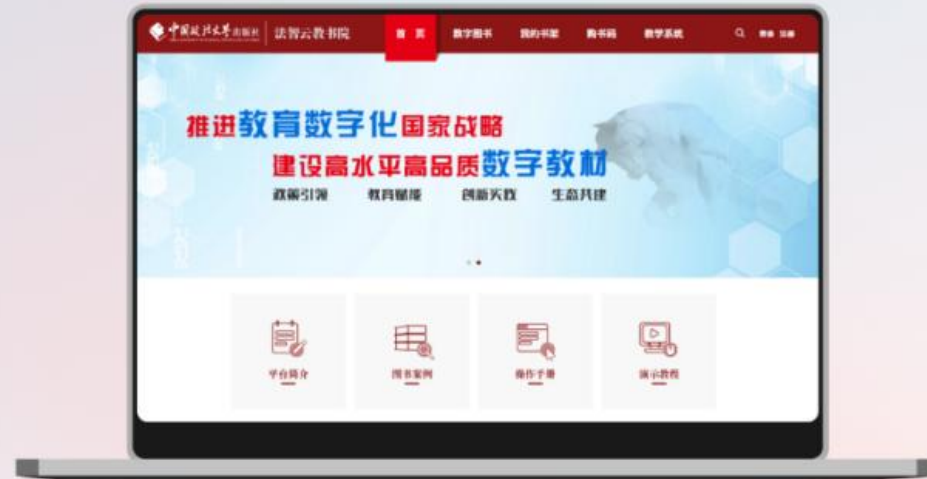 中国政法大学出版社 法智云教书院 首页 数字图书 我的书架 购书码 教学系统 登录 注册
推进教育数字化国家战略
建设高水平高品质数字教材
政策引领 教育赋能 创新实践 生态共建
平台简介 图书案例 操作手册 演示教程